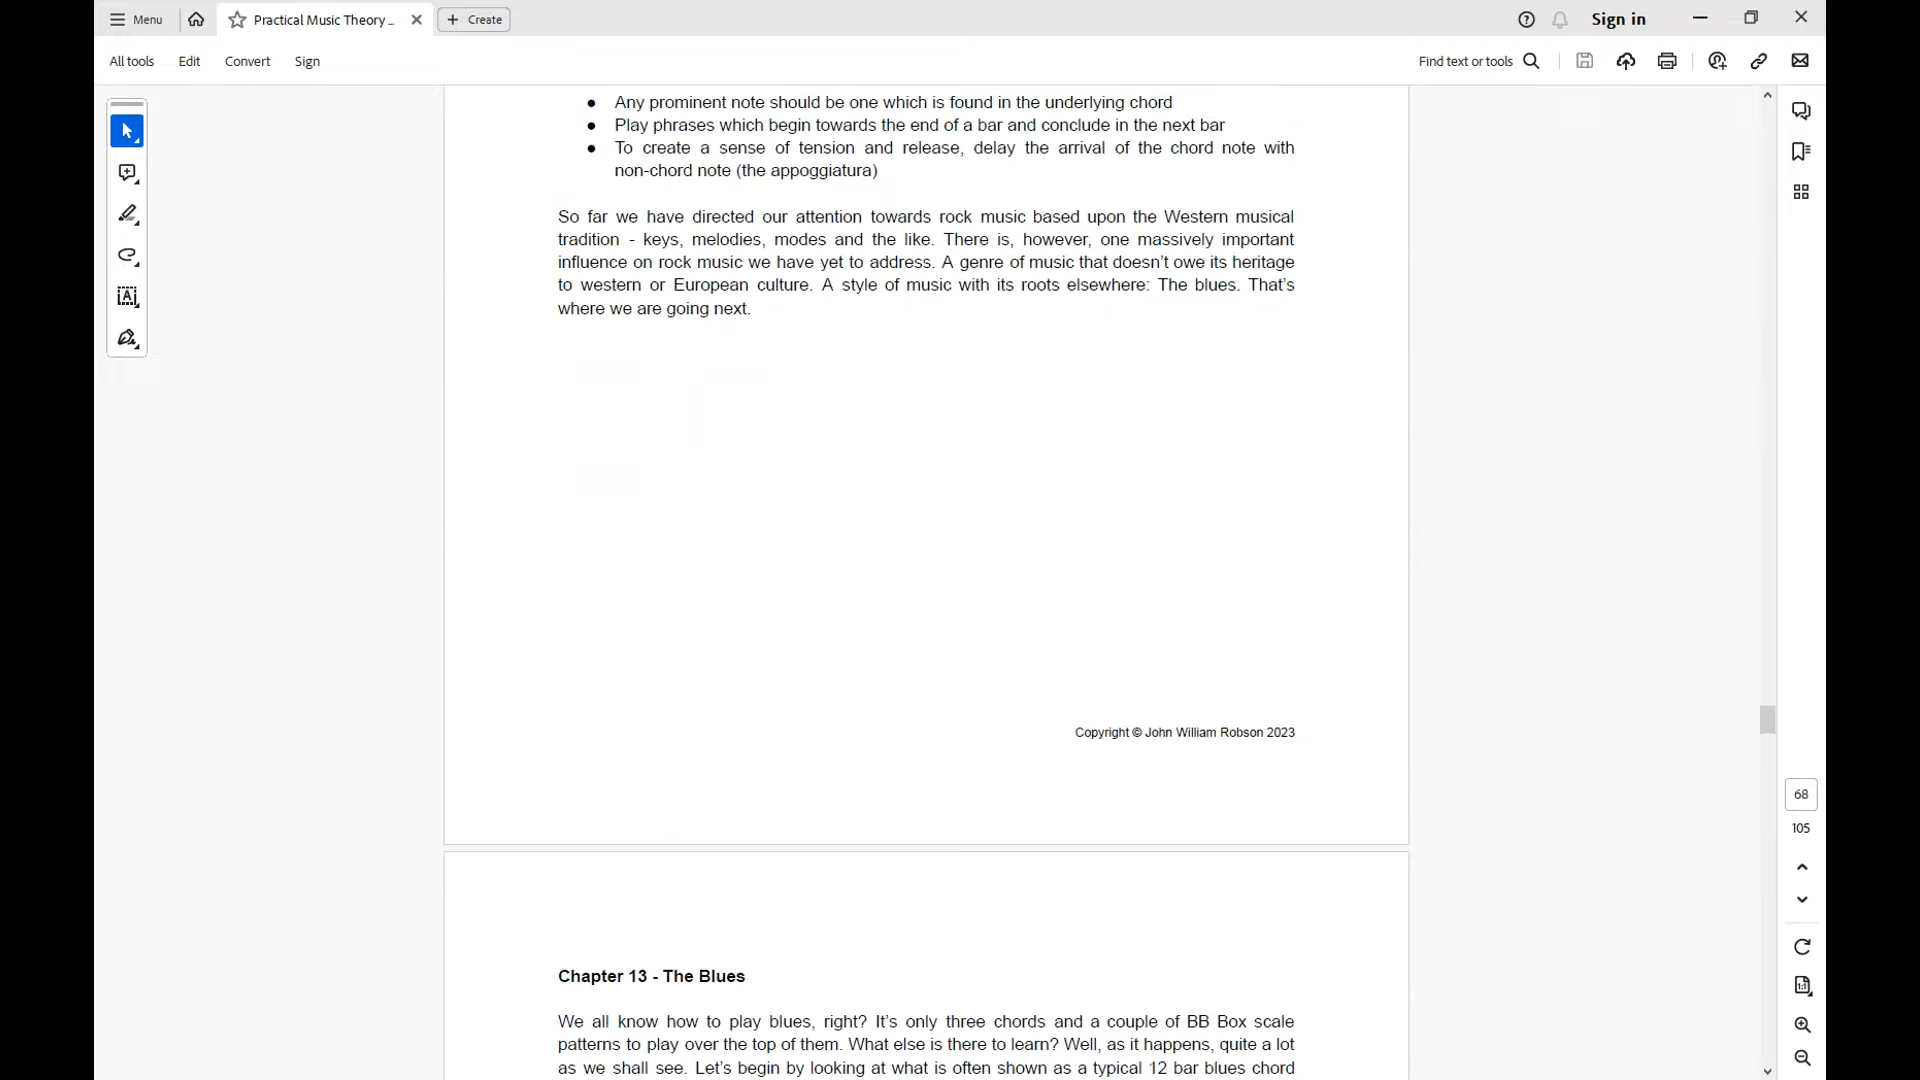 Menu
Practical Music Theory ...
Create
Sign in
All tools
Edit
Convert
Sign
Find text or tools
● Any prominent note should be one which is found in the underlying chord
● Play phrases which begin towards the end of a bar and conclude in the next bar
● To create a sense of tension and release, delay the arrival of the chord note with
non-chord note (the appoggiatura)
So far we have directed our attention towards rock music based upon the Western musical
tradition - keys, melodies, modes and the like. There is, however, one massively important
influence on rock music we have yet to address. A genre of music that doesn’t owe its heritage
to western or European culture. A style of music with its roots elsewhere: The blues. That’s
where we are going next.
Copyright © John William Robson 2023
68
105
Chapter 13 - The Blues
We all know how to play blues, right? It’s only three chords and a couple of BB Box scale
patterns to play over the top of them. What else is there to learn? Well, as it happens, quite a lot
as we shall see. Let’s begin by looking at what is often shown as a typical 12 bar blues chord